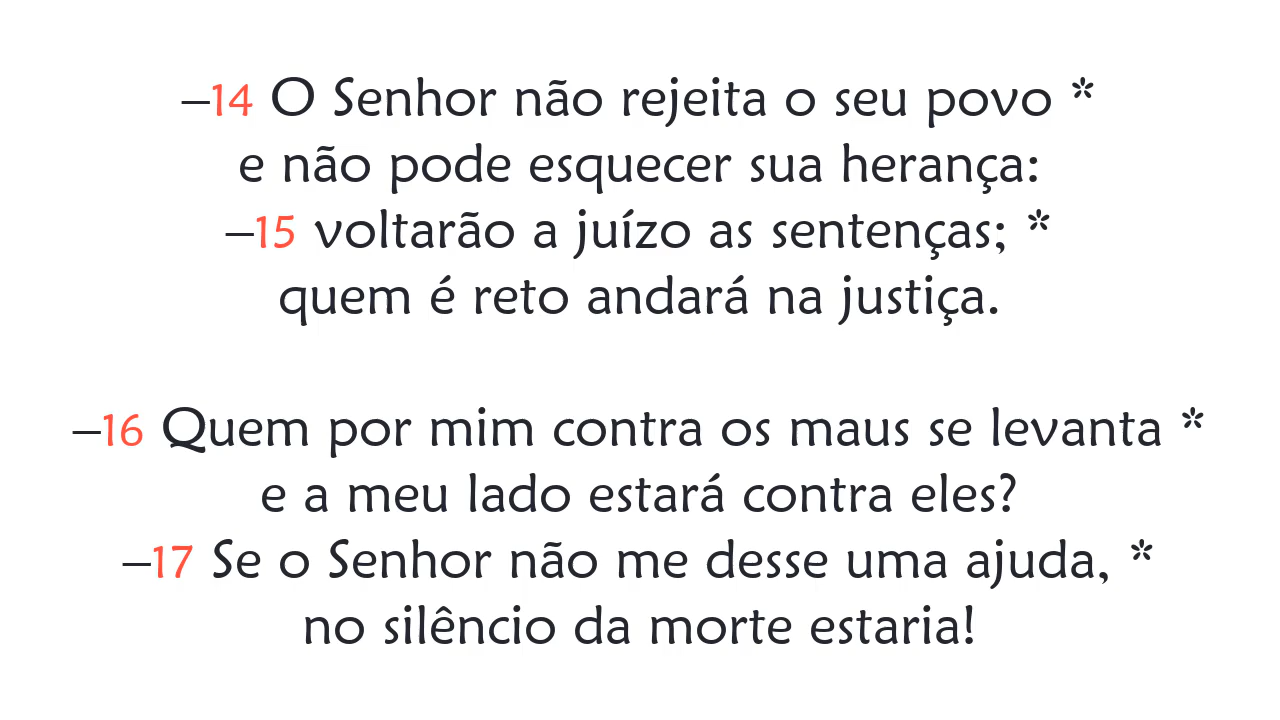 –14 O Senhor não rejeita o seu povo *
e não pode esquecer sua herança:
–15 voltarão a juízo as sentenças; *
quem é reto andará na justiça.
–16 Quem por mim contra os maus se levanta *
e a meu lado estará contra eles?
–17 Se o Senhor não me desse uma ajuda, *
no silêncio da morte estaria!